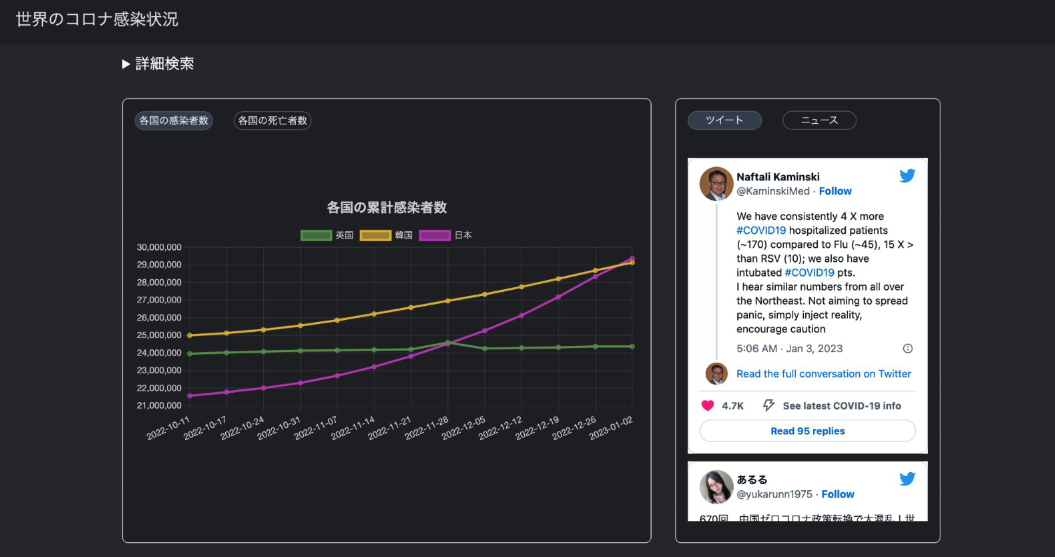 世界のコロナ感染状況
▶ 詳細検索
各国の感染者数 各国の死亡者数
各国の累計感染者数
英国 韓国 日本
30,000,000
29,000,000
28,000,000
27,000,000
26,000,000
25,000,000
24,000,000
23,000,000
22,000,000
21,000,000
2022-10-11 2022-10-17 2022-10-24 2022-10-31 2022-11-07 2022-11-14 2022-11-21 2022-11-28 2022-12-05 2022-12-12 2022-12-19 2022-12-26 2023-01-02
ツイート ニュース
Naftali Kaminski
@KaminskiMed · Follow
We have consistently 4 X more
#COVID19 hospitalized patients
(~170) compared to Flu (~45), 15 X >
than RSV (10); we also have
intubated #COVID19 pts.
I hear similar numbers from all over
the Northeast. Not aiming to spread
panic, simply inject reality,
encourage caution
5:06 AM · Jan 3, 2023
Read the full conversation on Twitter
4.7K See latest COVID-19 info
Read 95 replies
あるる
@yukarunn1975 · Follow
670回 中国ゼロコロナ政策転換で大混乱！世